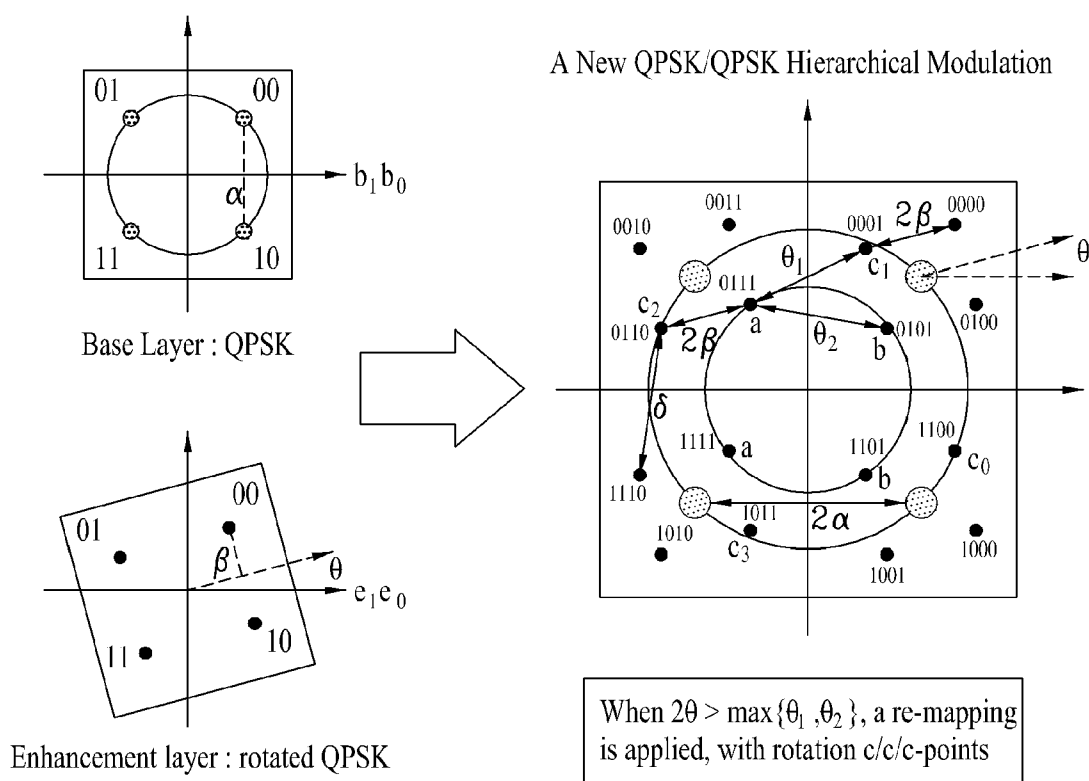 01
00
b₁b₀
α
11
10
Base Layer : QPSK
00
01
β
θ
e₁e₀
11
10
Enhancement layer : rotated QPSK
A New QPSK/QPSK Hierarchical Modulation
0011
0010
0001
0000
2β
θ
θ₁
c₁
0111
c₂
0110
a
2β
θ₂
b
0101
0100
δ
1111
a
1101
b
1100
c₀
1110
2α
1010
1011
c₃
1001
1000
When 2θ > max{θ₁ ,θ₂ }, a re-mapping
is applied, with rotation c/c/c-points